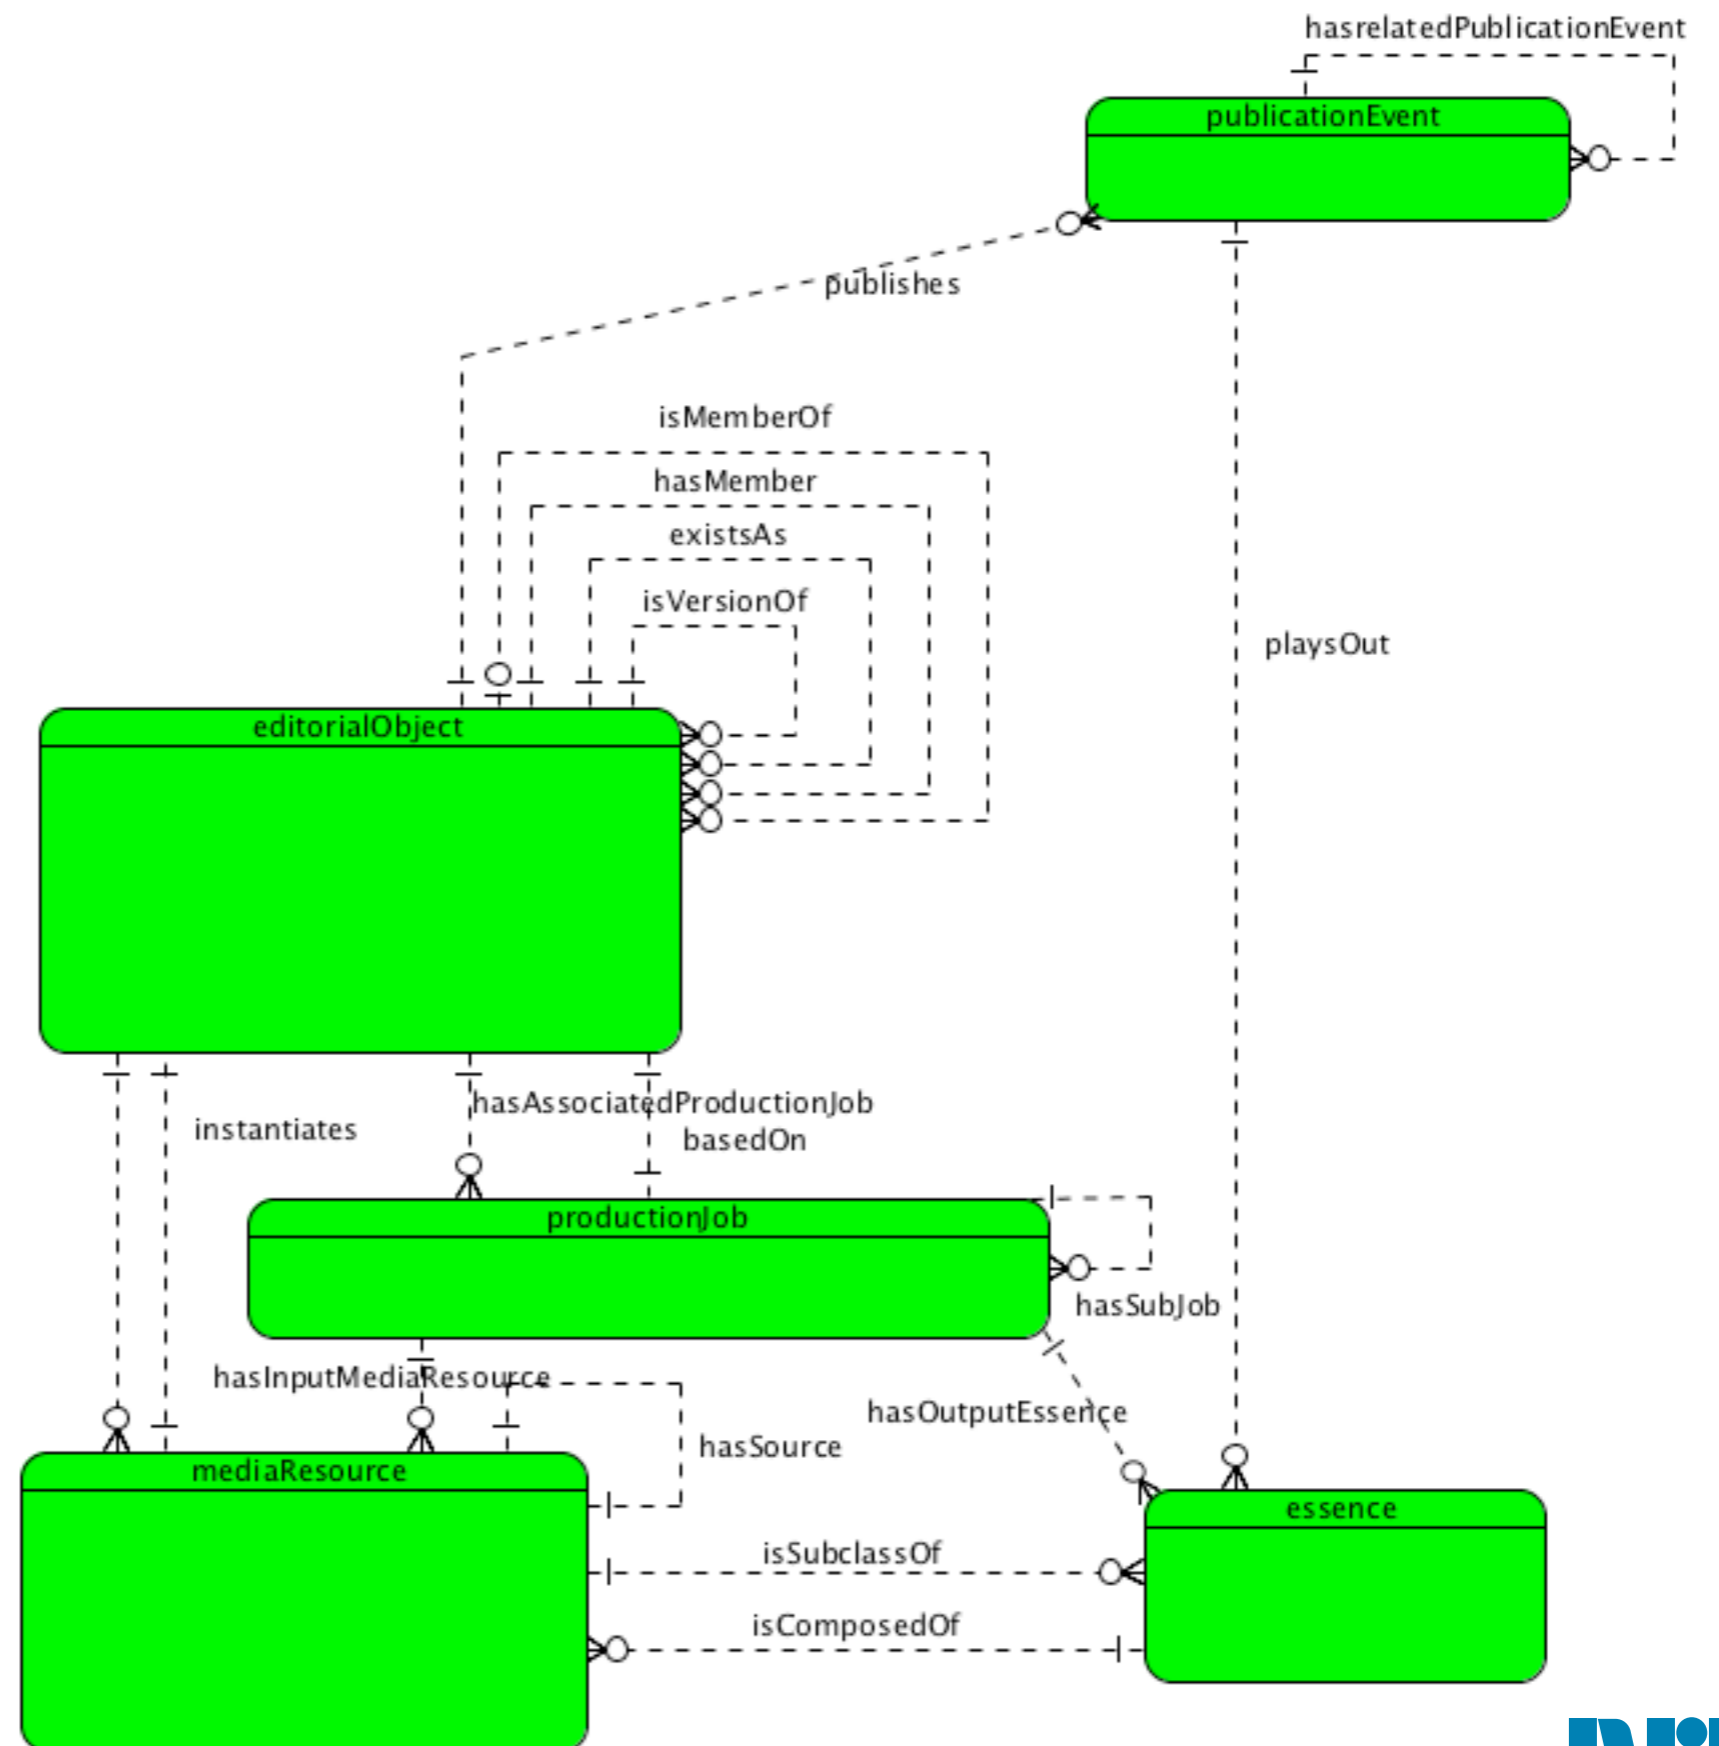 hasrelatedPublicationEvent
publicationEvent
publishes
isMemberOf
hasMember
existsAs
isVersionOf
playsOut
editorialObject
hasAssociatedProductionJob
instantiates
basedOn
productionJob
hasSubJob
hasInputMediaResource
hasOutputEssence
hasSource
mediaResource
essence
isSubclassOf
isComposedOf